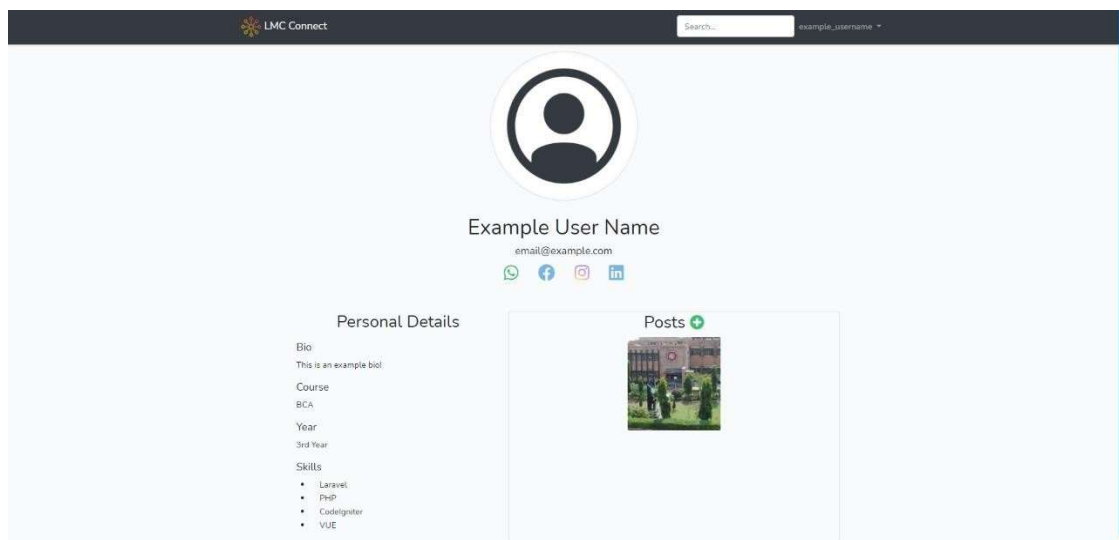 LMC Connect
Search...
example_username
Example User Name
email@example.com
Personal Details
Bio
This is an example bio!
Course
BCA
Year
3rd Year
Skills
Laravel
PHP
CodeIgniter
VUE
Posts